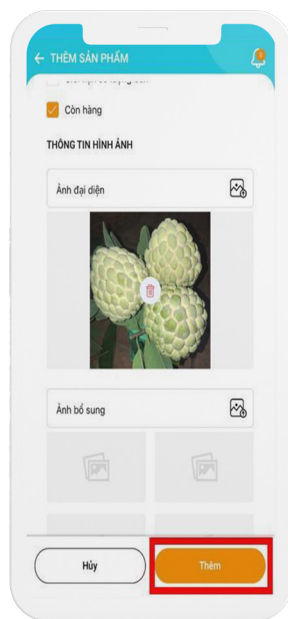 THÊM SẢN PHẨM
Còn hàng
THÔNG TIN HÌNH ẢNH
Ảnh đại diện
Ảnh bổ sung
Hủy
Thêm